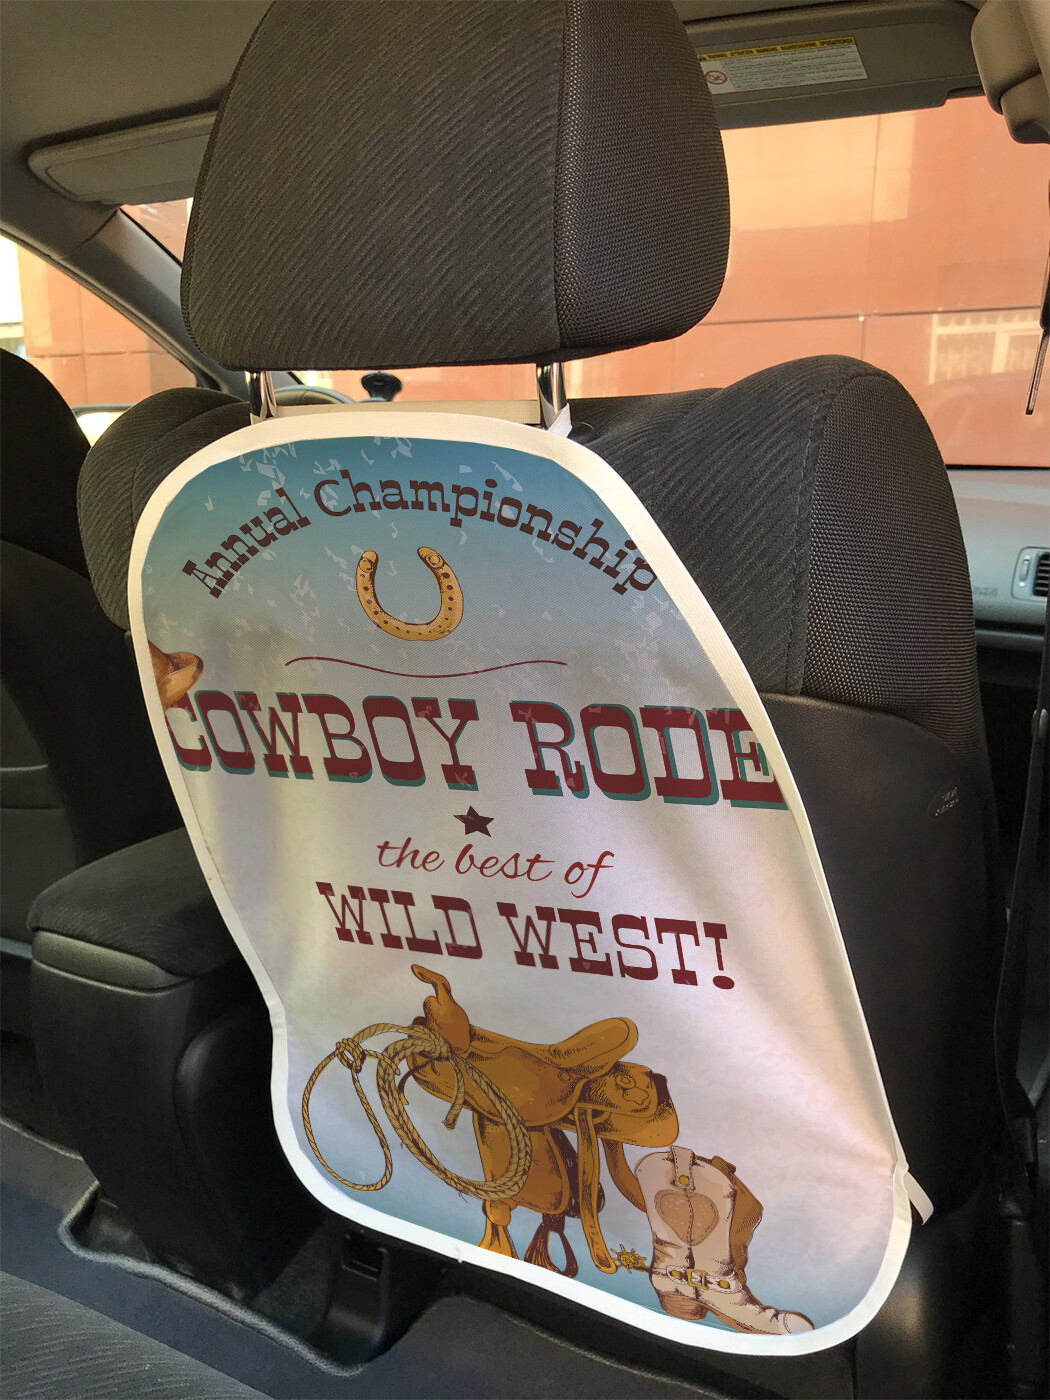 Annual Championship
COWBOY RODE
the best of
WILD WEST!